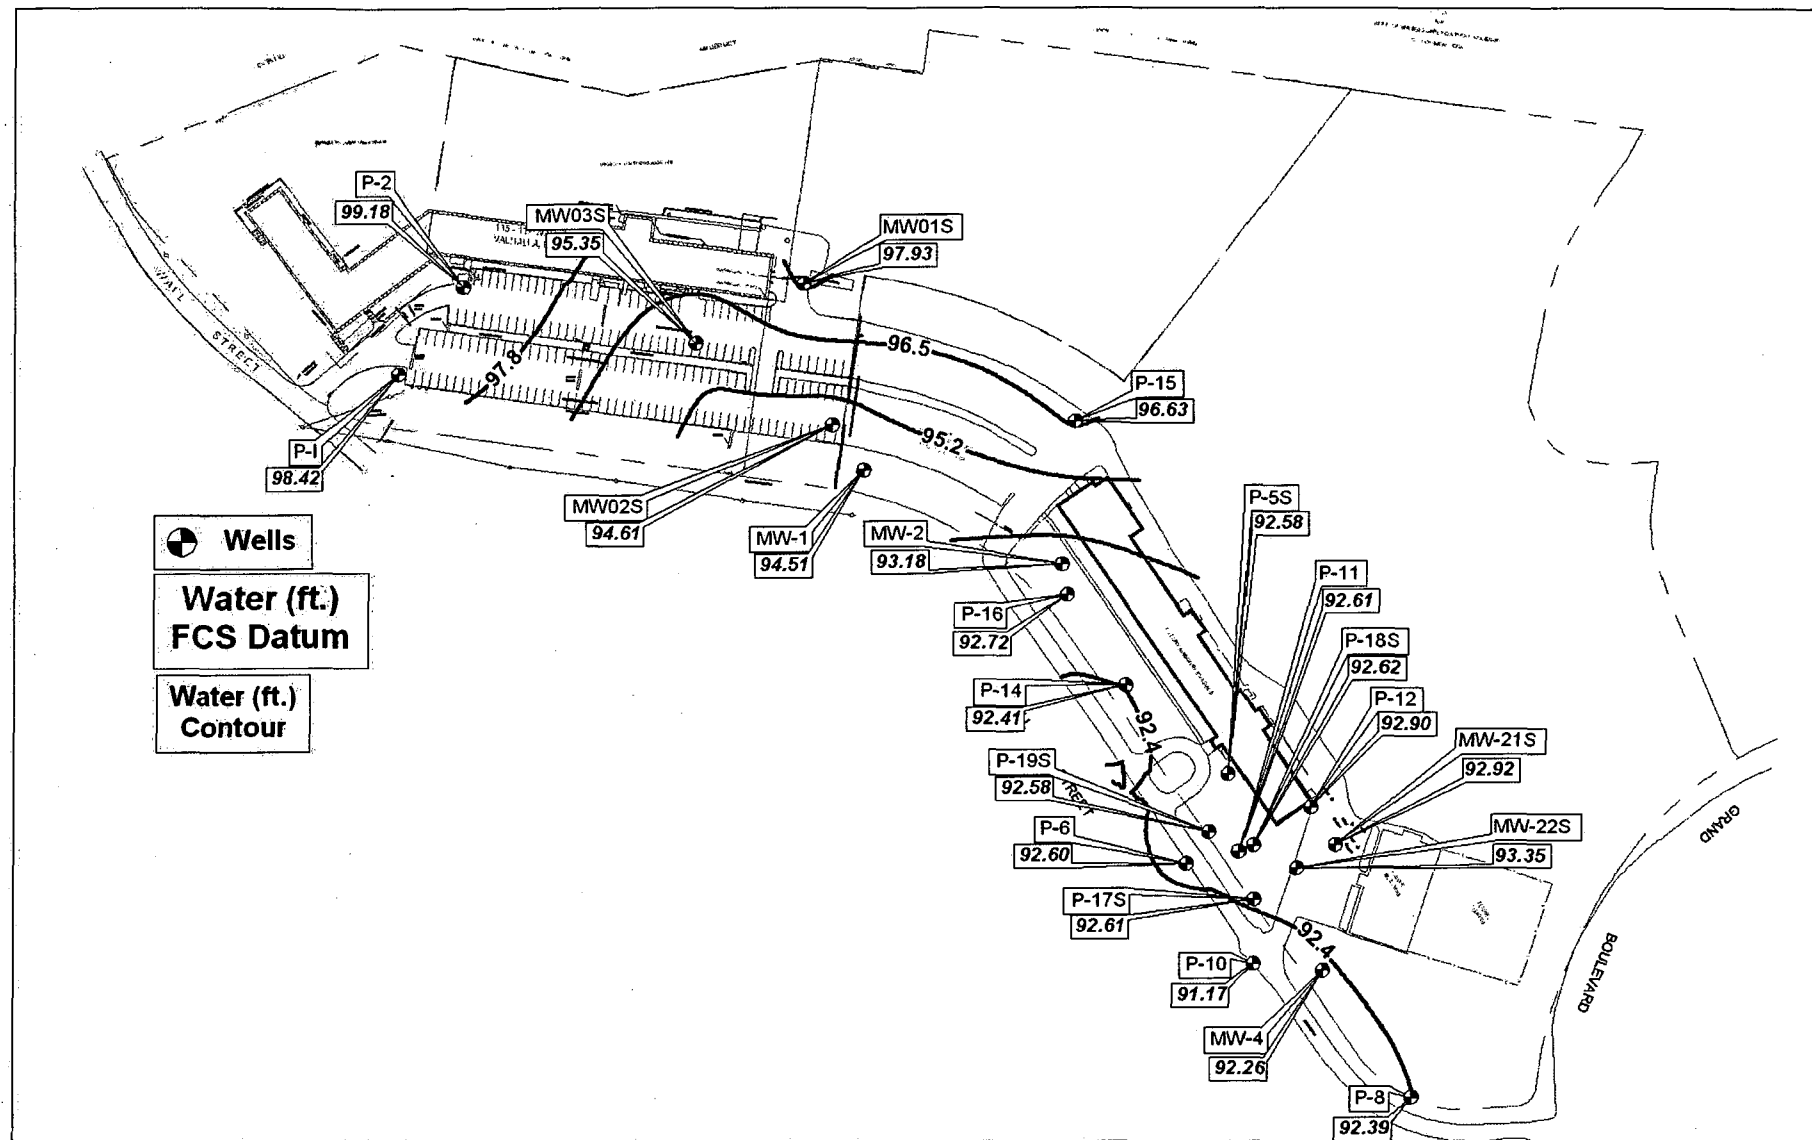 P-2
99.18
MW03S
95.35
MW01S
97.93
WALL
STREET
97.8
96.5
P-15
96.63
95.2
P-I
98.42
MW02S
94.61
MW-1
94.51
MW-2
93.18
P-5S
92.58
Wells
Water (ft.)
FCS Datum
Water (ft.)
Contour
P-16
92.72
P-11
92.61
P-18S
92.62
P-14
92.41
P-12
92.90
92.4
MW-21S
92.92
P-19S
92.58
P-6
92.60
MW-22S
93.35
GRAND
P-17S
92.61
92.4
BOULEVARD
P-10
91.17
MW-4
92.26
P-8
92.39